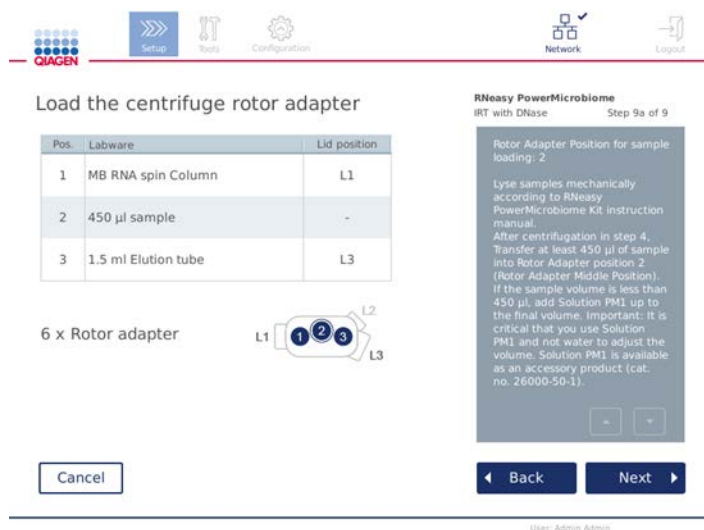 QIAGEN
Setup
Tools
Configuration
Network
Logout
Load the centrifuge rotor adapter
Pos. Labware Lid position
1 MB RNA spin Column L1
2 450 µl sample -
3 1.5 ml Elution tube L3
6 x Rotor adapter
L1 1 2 3 L2
L3
RNeasy PowerMicrobiome
IRT with DNase Step 9a of 9
Rotor Adapter Position for sample
loading: 2
Lyse samples mechanically
according to RNeasy
PowerMicrobiome Kit instruction
manual.
After centrifugation in step 4,
Transfer at least 450 µl of sample
into Rotor Adapter position 2
(Rotor Adapter Middle Position).
If the sample volume is less than
450 µl, add Solution PM1 up to
the final volume. Important: It is
critical that you use Solution
PM1 and not water to adjust the
volume. Solution PM1 is available
as an accessory product (cat.
no. 26000-50-1).
Cancel
Back
Next
User: Admin Admin